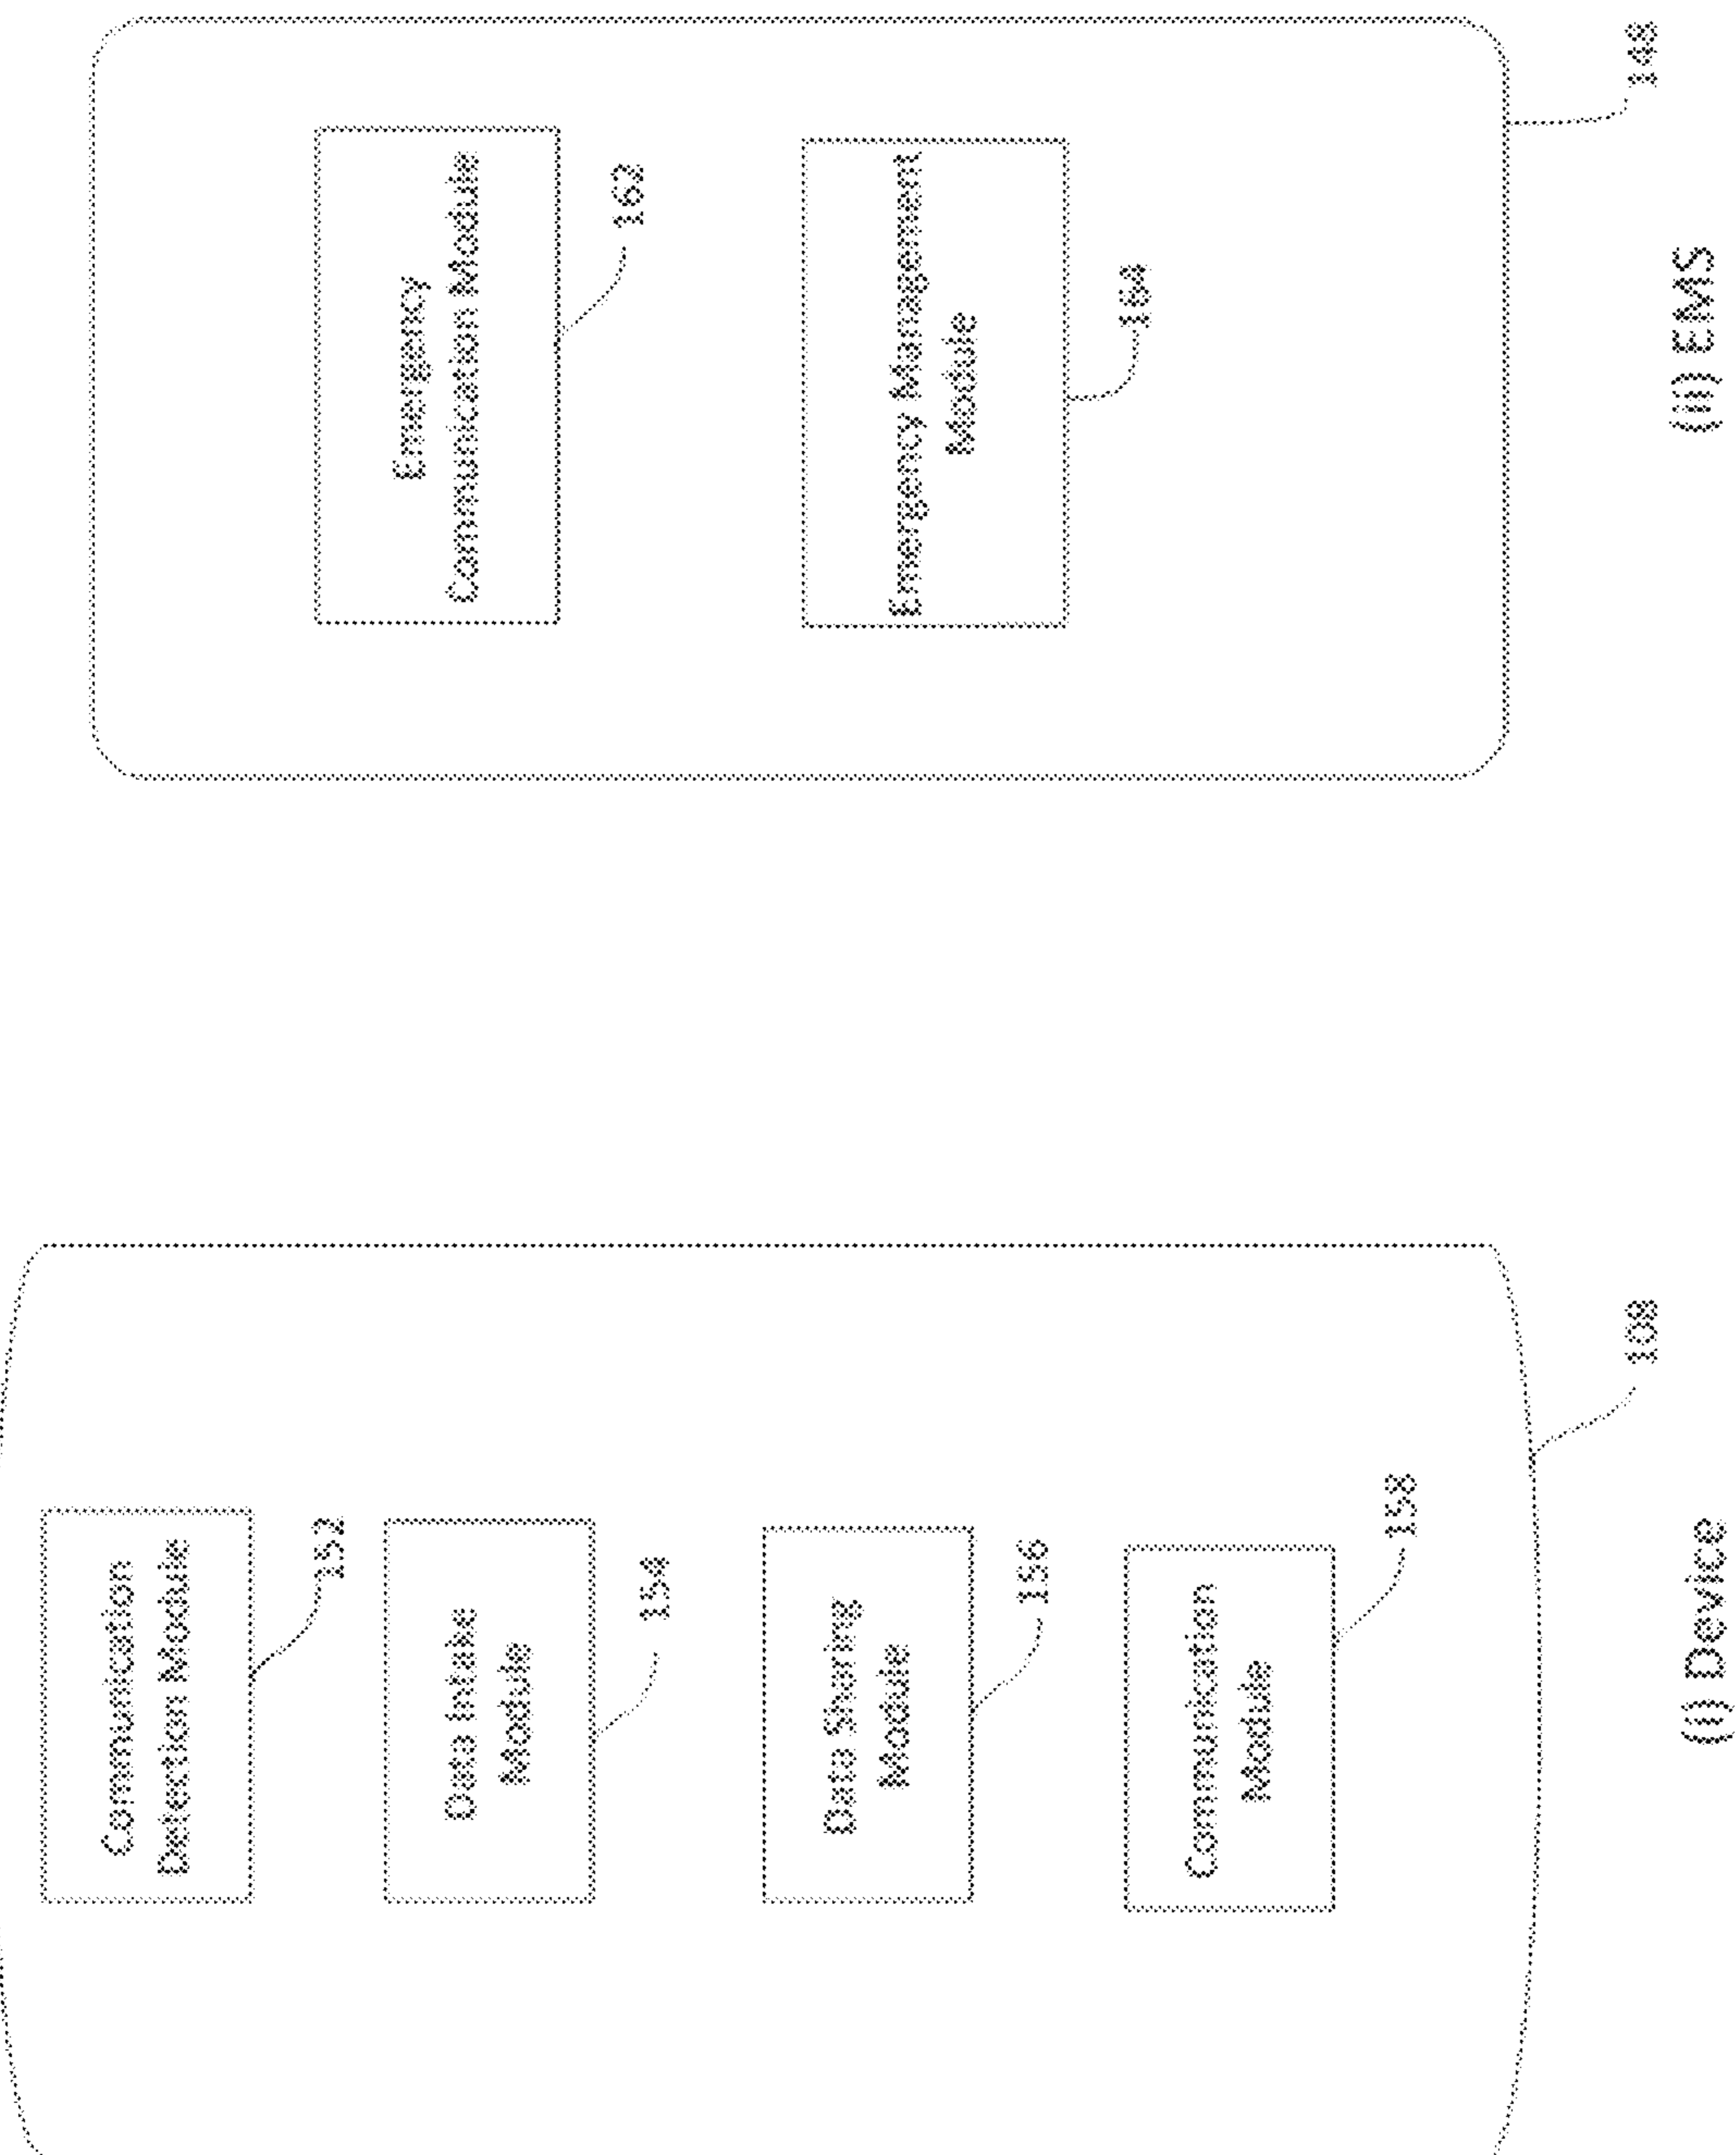 Communication
Detection Module
152
Data Intake
Module
154
Data Sharing
Module
156
Communication
Module
158
108
(i) Device
Emergency
Communication Module
162
Emergency Management
Module
164
148
(ii) EMS